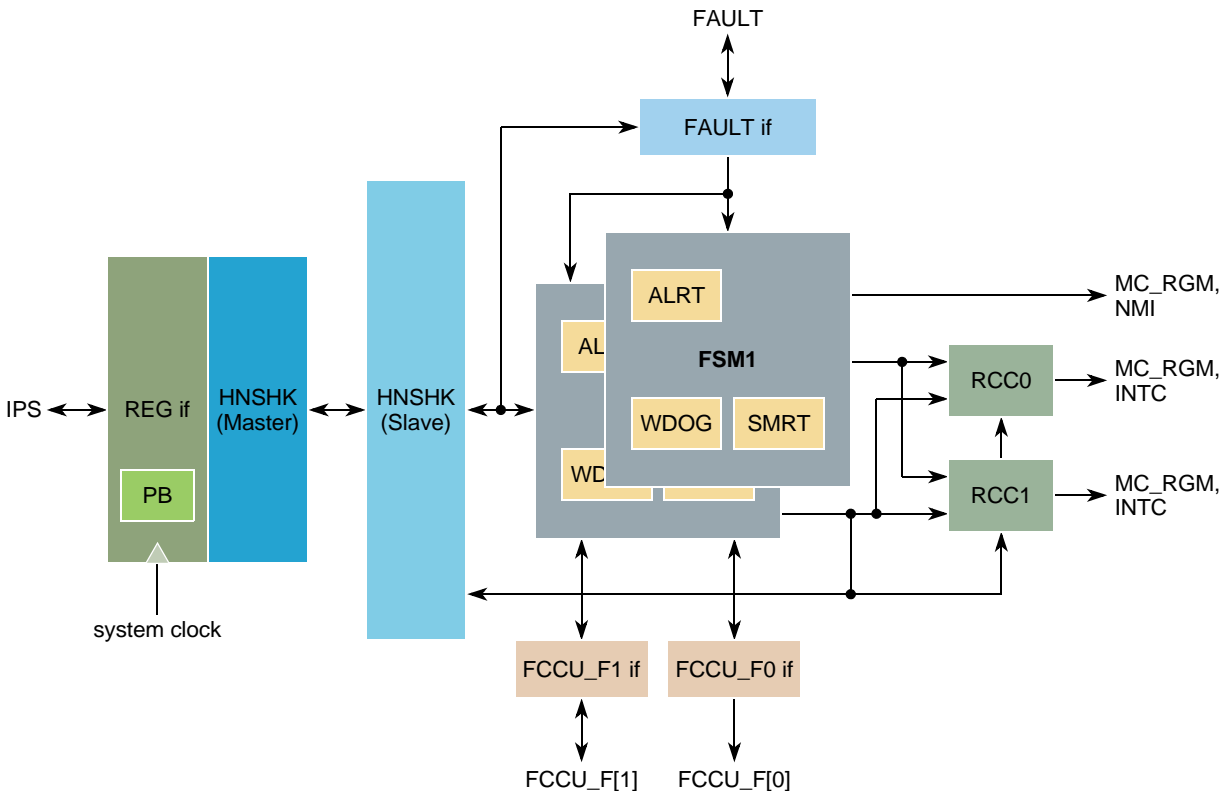 FAULT
FAULT if
ALRT
MC_RGM,
NMI
AL
FSM1
RCC0
MC_RGM,
INTC
IPS
REG if
HNSHK
(Master)
HNSHK
(Slave)
WDOG
SMRT
WD
PB
RCC1
MC_RGM,
INTC
system clock
FCCU_F1 if
FCCU_F0 if
FCCU_F[1]
FCCU_F[0]